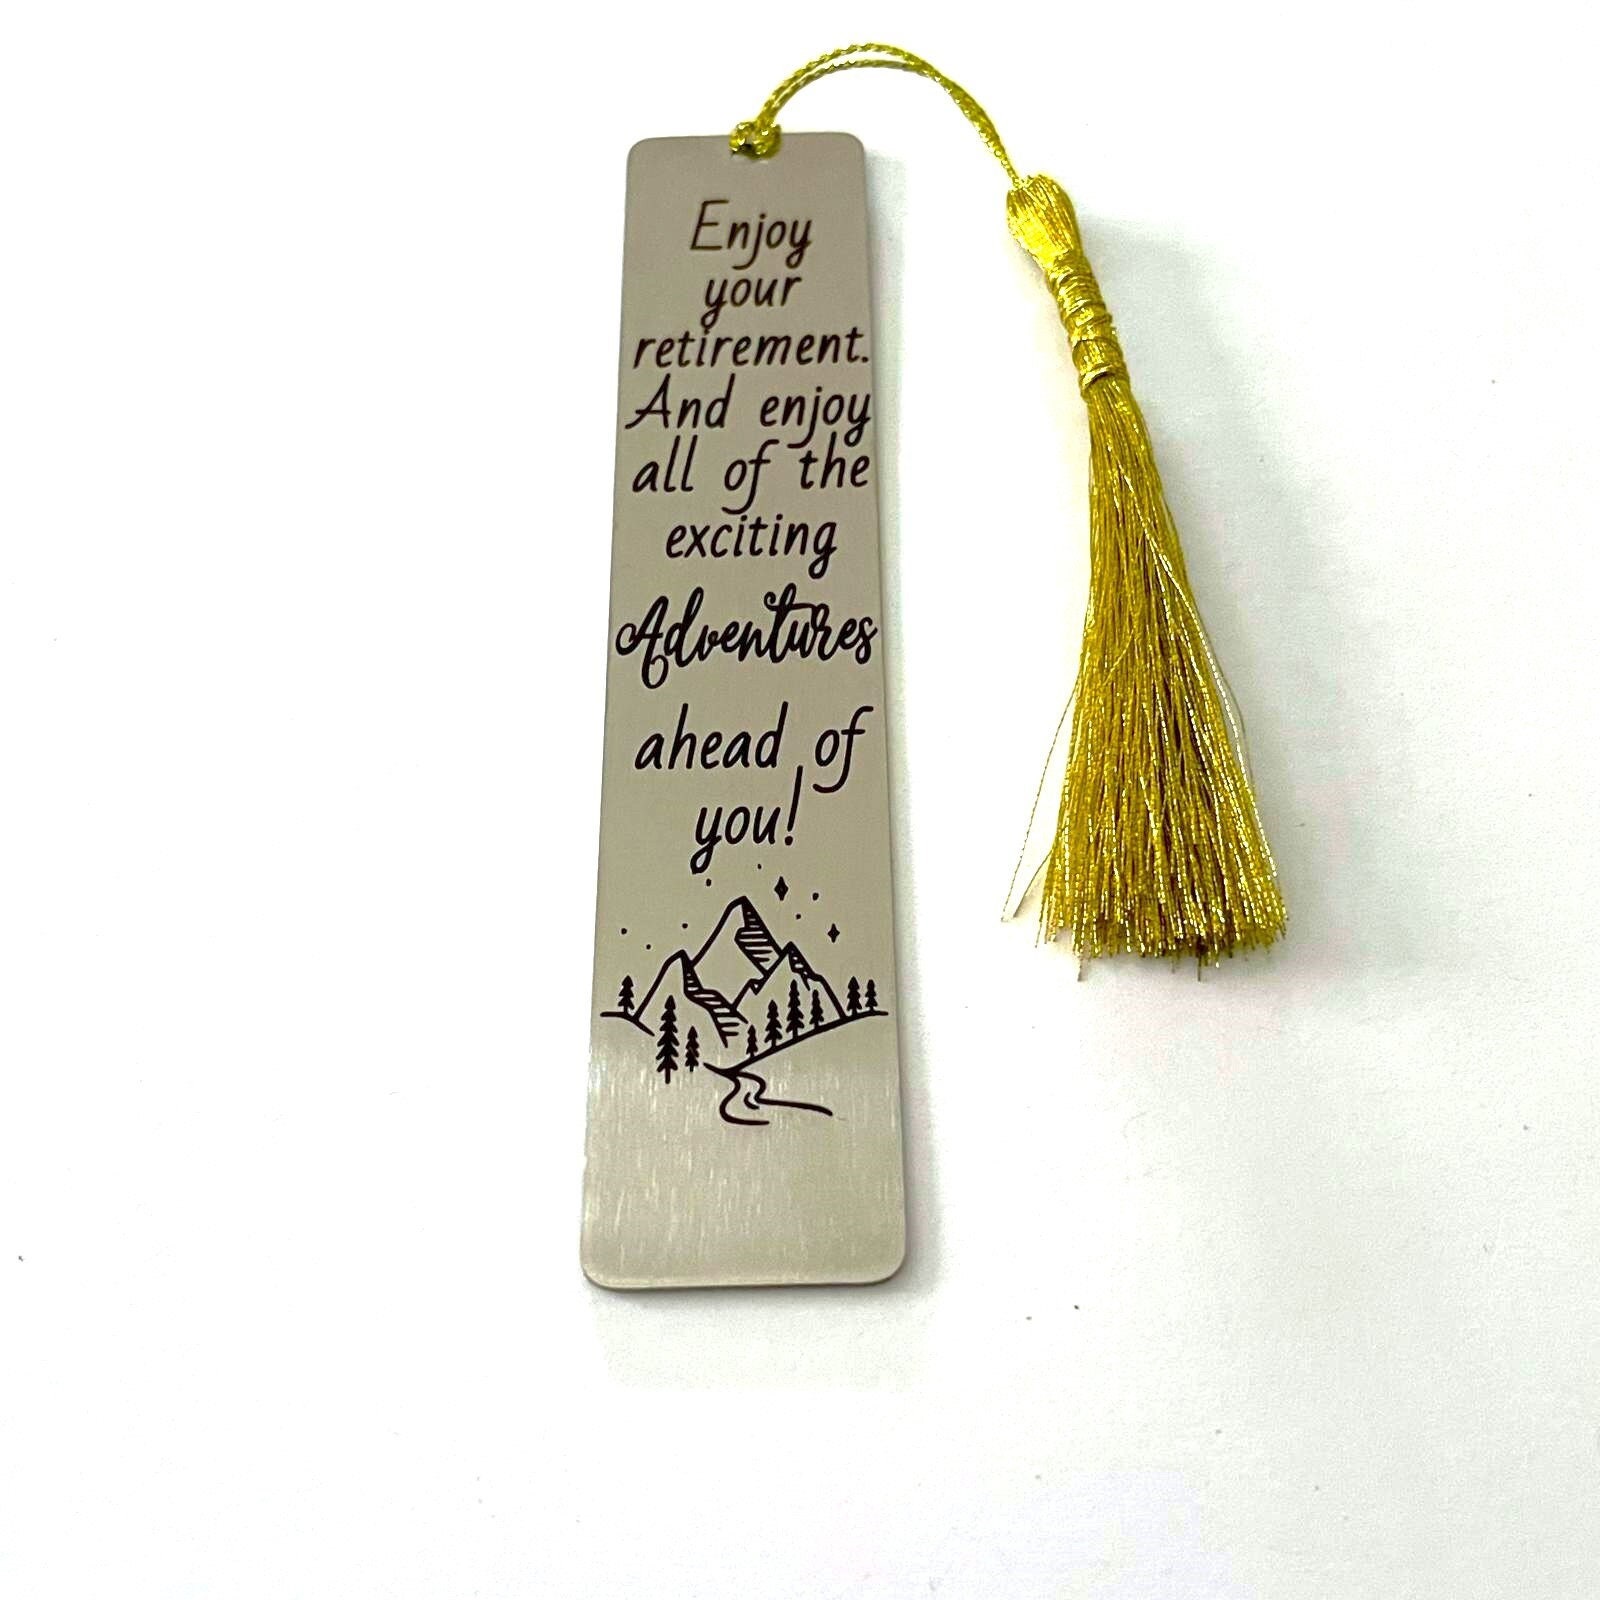 Enjoy
your
retirement.
And enjoy
all of the
exciting
Adventures
ahead of
you!